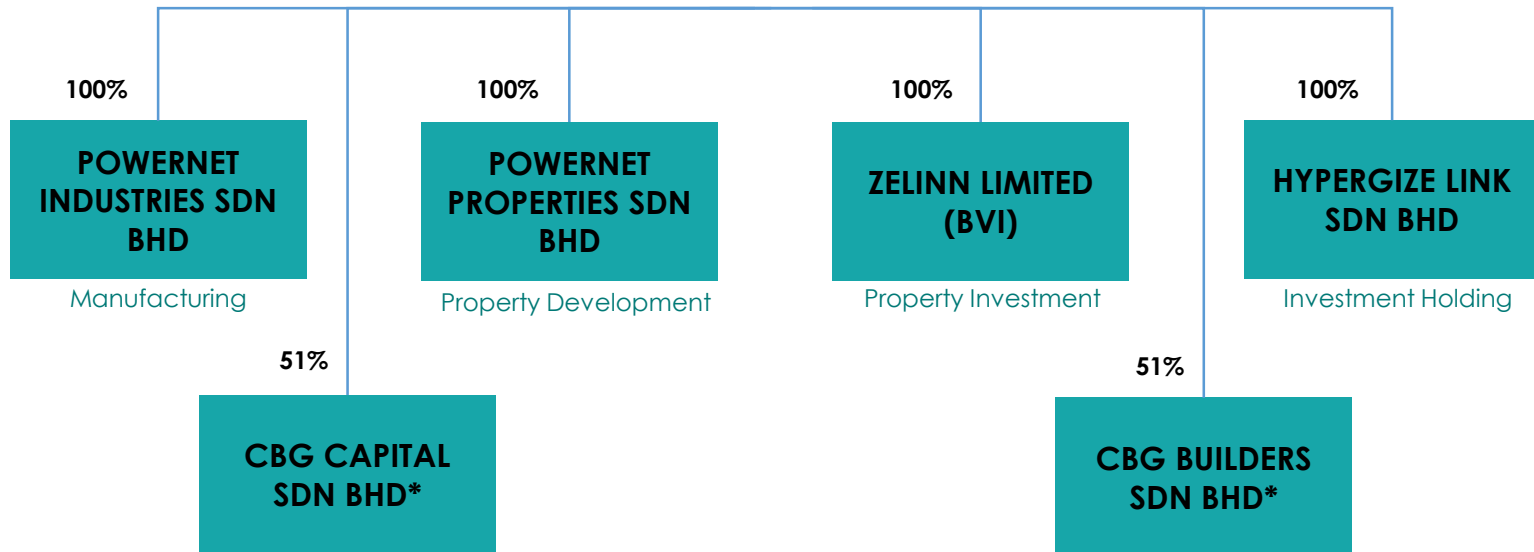 100%
100%
100%
100%
POWERNET
INDUSTRIES SDN
BHD
POWERNET
PROPERTIES SDN
BHD
ZELINN LIMITED
(BVI)
HYPERGIZE LINK
SDN BHD
Manufacturing
Property Development
Property Investment
Investment Holding
51%
51%
CBG CAPITAL
SDN BHD*
CBG BUILDERS
SDN BHD*